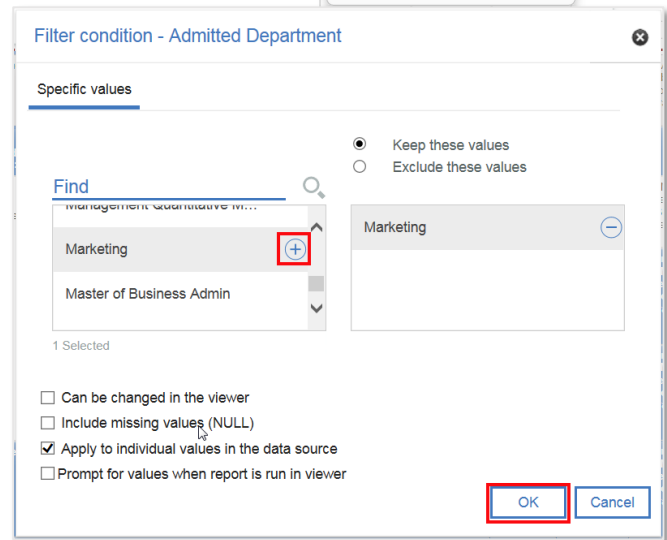 Filter condition - Admitted Department
Specific values
Keep these values
Exclude these values
Find
Management Quantitative M...
Marketing
Marketing
Master of Business Admin
1 Selected
Can be changed in the viewer
Include missing values (NULL)
Apply to individual values in the data source
Prompt for values when report is run in viewer
OK Cancel